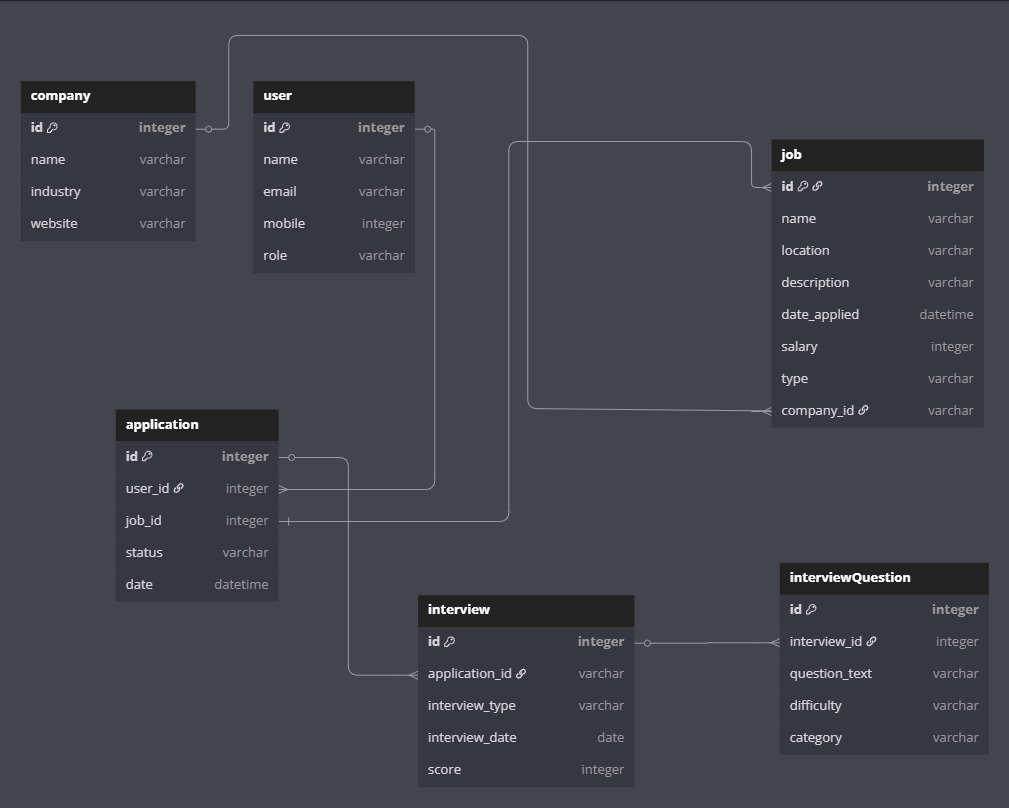 company
id integer
name varchar
industry varchar
website varchar
user
id integer
name varchar
email varchar
mobile integer
role varchar
job
id integer
name varchar
location varchar
description varchar
date_applied datetime
salary integer
type varchar
company_id varchar
application
id integer
user_id integer
job_id integer
status varchar
date datetime
interview
id integer
application_id varchar
interview_type varchar
interview_date date
score integer
interviewQuestion
id integer
interview_id integer
question_text varchar
difficulty varchar
category varchar